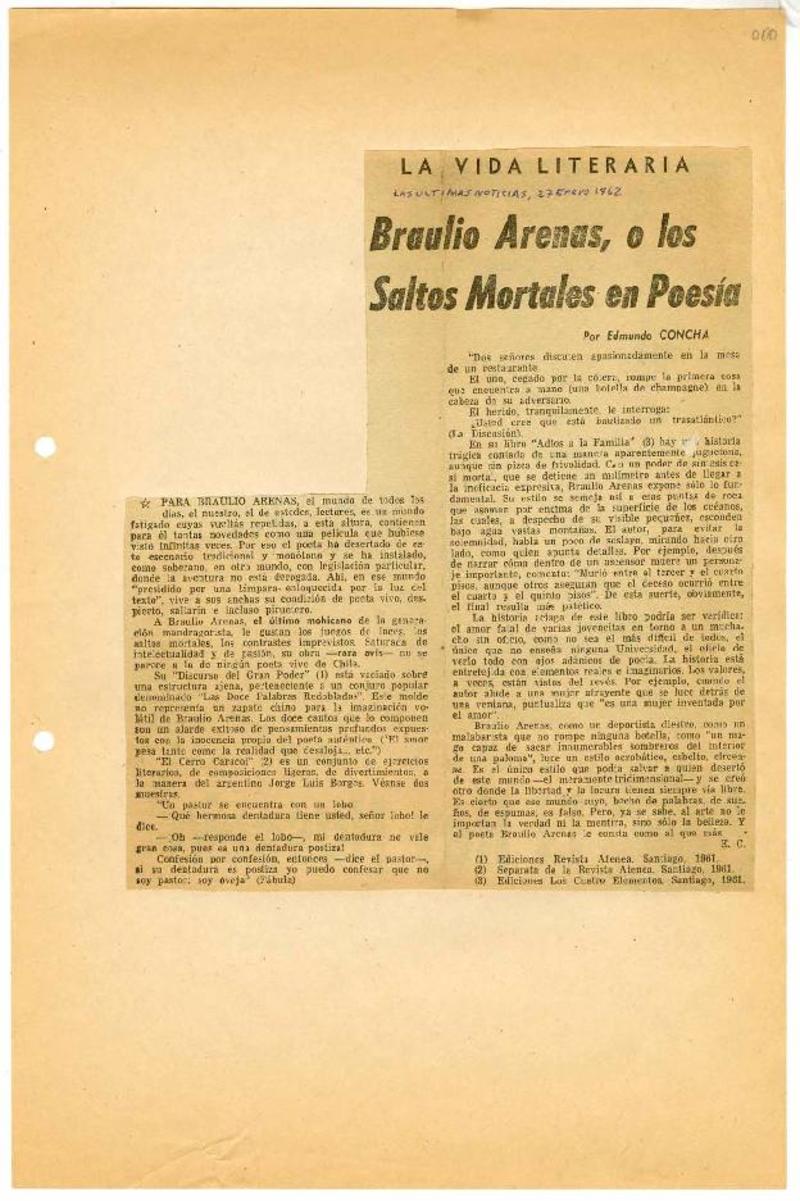 000
LA VIDA LITERARIA
LAS ULTIMAS NOTICIAS, 27 Enero 1962
Braulio Arenas, o los
Saltos Mortales en Poesía
Por Edmundo CONCHA
☆ PARA BRAULIO ARENAS, el mundo de todos los
días, el nuestro, el de ustedes, lectores, es un mundo
fatigado cuyas vueltas repetidas, a esta altura, contienen
para él tantas novedades como una película que hubiese
visto infinitas veces. Por eso el poeta ha desertado de es-
te escenario tradicional y monótono y se ha instalado,
como soberano, en otro mundo, con legislación particular,
donde la aventura no está derogada. Ahí, en ese mundo
"presidido por una lámpara enloquecida por la luz del
texto", vive a sus anchas su condición de poeta vivo, des-
pierto, saltarín e incluso piruetero.
A Braulio Arenas, el último mohicano de la genera-
ción mandragorista, le gustan los juegos de luces, los
saltos mortales, los contrastes imprevistos. Saturada de
intelectualidad y de pasión, su obra —rara avis— no se
parece a la de ningún poeta vivo de Chile.
Su "Discurso del Gran Poder" (1) está vaciado sobre
una estructura ajena, perteneciente a un conjuro popular
denominado "Las Doce Palabras Redobladas". Este molde
no representa un zapato chino para la imaginación vo-
látil de Braulio Arenas. Los doce cantos que lo componen
son un alarde exitoso de pensamientos profundos expues-
tos con la inocencia propia del poeta auténtico. ("El amor
pesa tanto como la realidad que desaloja... etc.")
"El Cerro Caracol" (2) es un conjunto de ejercicios
literarios, de composiciones ligeras, de divertimientos, a
la manera del argentino Jorge Luis Borges. Véanse dos
muestras.
"Un pastor se encuentra con un lobo
—¡Qué hermosa dentadura tiene usted, señor lobo! le
dice.
—¡Oh —responde el lobo—, mi dentadura no vale
gran cosa, pues es una dentadura postiza!
Confesión por confesión, entonces —dice el pastor—,
si su dentadura es postiza yo puedo confesar que no
soy pastor: soy oveja" (Fábula)
"Dos señores discuten apasionadamente en la mesa
de un restaurante
El uno, cegado por la cólera, rompe la primera cosa
que encuentra a mano (una botella de champagne) en la
cabeza de su adversario.
El herido, tranquilamente, le interroga:
¿Usted cree que está bautizado un trasatlántico?"
(La Discusión).
En su libro "Adiós a la Familia" (3) hay historia
trágica contada de una manera aparentemente juguetona,
aunque sin pizca de frivolidad. Con un poder de síntesis ca-
si mortal, que se detiene un milímetro antes de llegar a
la ineficacia expresiva, Braulio Arenas expone sólo lo fun-
damental. Su estilo se semeja así a esas puntas de roca
que asoman por encima de la superficie de los océanos,
las cuales, a despecho de su visible pequeñez, esconden
bajo agua vastas montañas. El autor, para evitar la
solemnidad, habla un poco de soslayo, mirando hacia otro
lado, como quien apunta detalles. Por ejemplo, después
de narrar cómo dentro de un ascensor muere un persona-
je importante, comenta: "Murió entre el tercer y el cuarto
pisos, aunque otros aseguran que el deceso ocurrió entre
el cuarto y el quinto pisos". De esta suerte, obviamente,
el final resulta más patético.
La historia relata de este libro podría ser verídica:
el amor fatal de varias jovencitas en torno a un mucha-
cho sin oficio, como no sea el más difícil de todos, el
único que no enseña ninguna Universidad, el oficio de
verlo todo con ojos adánicos de poeta. La historia está
entretejida con elementos reales e imaginarios. Los valores,
a veces, están vistos del revés. Por ejemplo, cuando el
autor alude a una mujer atrayente que se luce detrás de
una ventana, puntualiza que "es una mujer inventada por
el amor".
Braulio Arenas, como un deportista diestro, como un
malabarista que no rompe ninguna botella, como "un ma-
go capaz de sacar innumerables sombreros del interior
de una paloma", luce un estilo acrobático, esbelto, circen-
se. Es el único estilo que podía salvar a quien desertó
de este mundo —el meramente tridimensional— y se creó
otro donde la libertad y la locura tienen siempre vía libre.
Es cierto que ese mundo suyo, hecho de palabras, de sue-
ños, de espumas, es falso. Pero, ya se sabe, al arte no le
importan la verdad ni la mentira, sino sólo la belleza. Y
al poeta Braulio Arenas le consta como al que más
E. C.
(1) Ediciones Revista Atenea. Santiago, 1961.
(2) Separata de la Revista Atenea. Santiago, 1961.
(3) Ediciones Los Cuatro Elementos. Santiago, 1961.